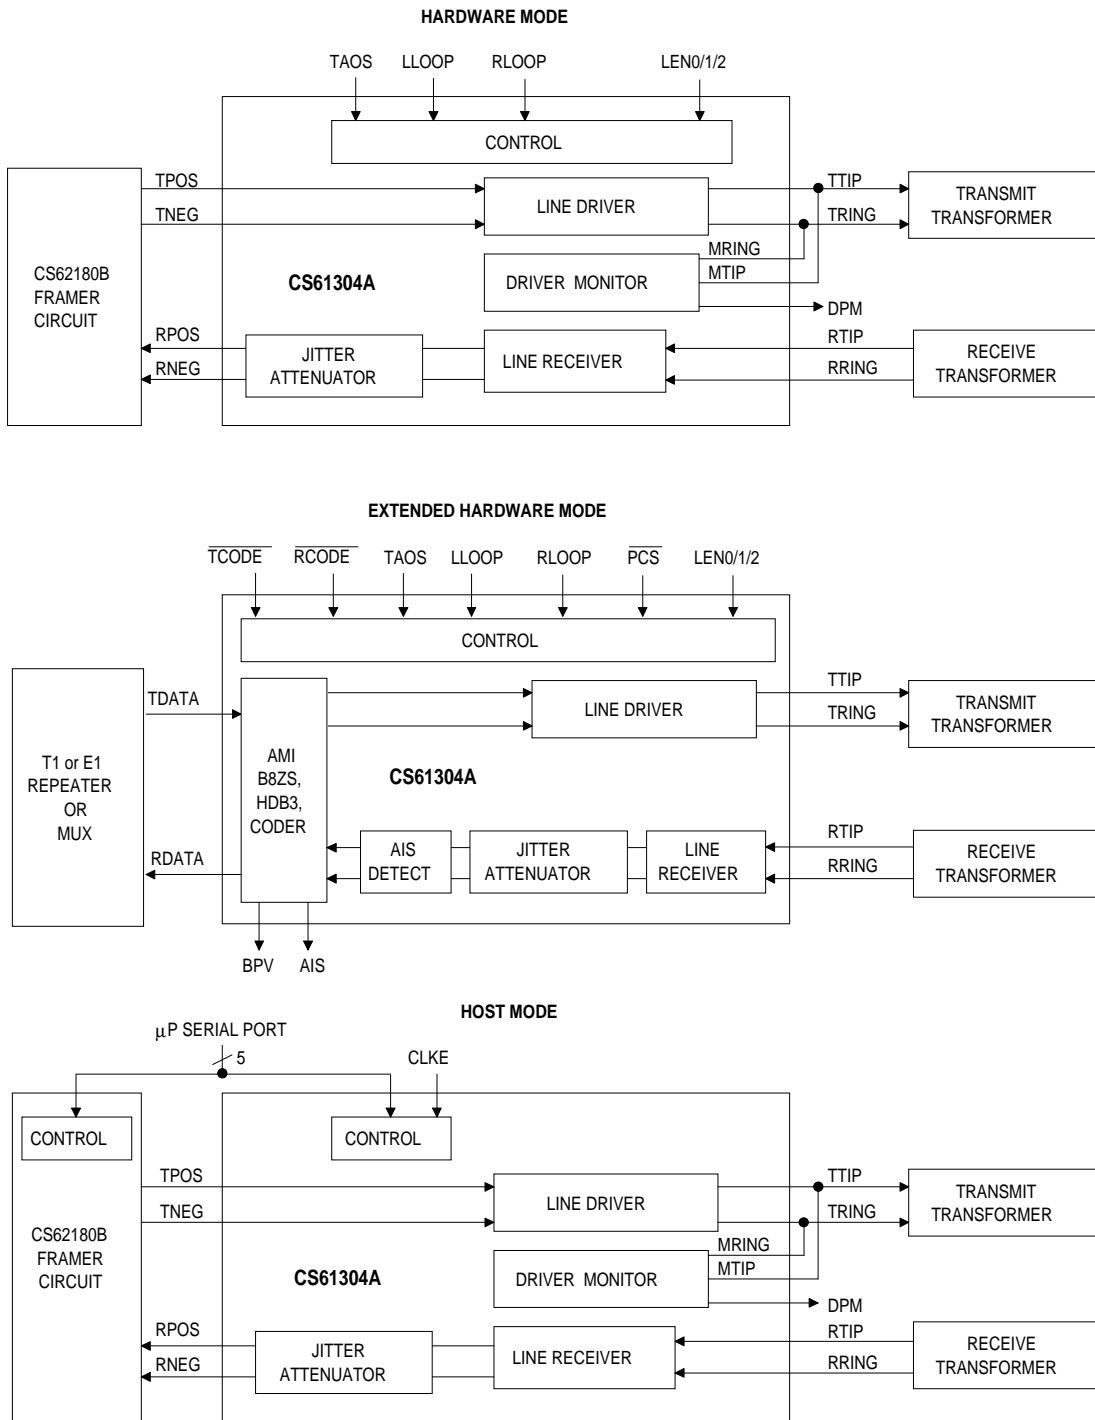 HARDWARE MODE
TAOS LLOOP RLOOP LEN0/1/2
CONTROL
TPOS
TNEG
LINE DRIVER
TTIP
TRING
TRANSMIT
TRANSFORMER
CS62180B
FRAMER
CIRCUIT
CS61304A
MRING
MTIP
DRIVER MONITOR
DPM
RPOS
RNEG
JITTER
ATTENUATOR
LINE RECEIVER
RTIP
RRING
RECEIVE
TRANSFORMER
EXTENDED HARDWARE MODE
TCODE RCODE TAOS LLOOP RLOOP PCS LEN0/1/2
CONTROL
TDATA
LINE DRIVER
TTIP
TRING
TRANSMIT
TRANSFORMER
T1 or E1
REPEATER
OR
MUX
AMI
B8ZS,
HDB3,
CODER
CS61304A
RDATA
AIS
DETECT
JITTER
ATTENUATOR
LINE
RECEIVER
RTIP
RRING
RECEIVE
TRANSFORMER
BPV AIS
HOST MODE
μP SERIAL PORT
5
CLKE
CONTROL
CONTROL
TPOS
TNEG
LINE DRIVER
TTIP
TRING
TRANSMIT
TRANSFORMER
CS62180B
FRAMER
CIRCUIT
CS61304A
MRING
MTIP
DRIVER MONITOR
DPM
RPOS
RNEG
JITTER
ATTENUATOR
LINE RECEIVER
RTIP
RRING
RECEIVE
TRANSFORMER